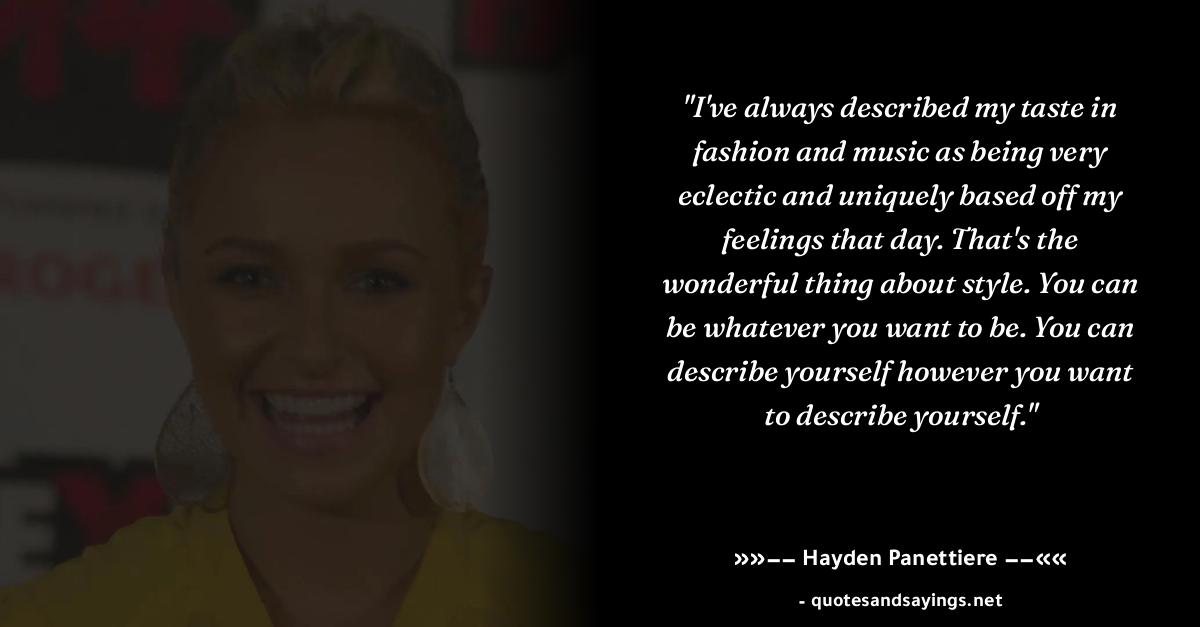 "I've always described my taste in
fashion and music as being very
eclectic and uniquely based off my
feelings that day. That's the
wonderful thing about style. You can
be whatever you want to be. You can
describe yourself however you want
to describe yourself."
»»–– Hayden Panettiere ––««
- quotesandsayings.net